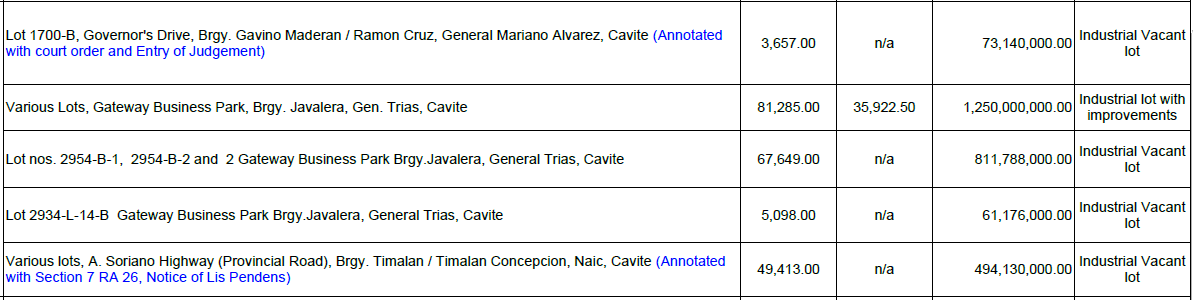 Lot 1700-B, Governor's Drive, Brgy. Gavino Maderan / Ramon Cruz, General Mariano Alvarez, Cavite (Annotated
with court order and Entry of Judgement)
3,657.00
n/a
73,140,000.00
Industrial Vacant
lot
Various Lots, Gateway Business Park, Brgy. Javalera, Gen. Trias, Cavite
81,285.00
35,922.50
1,250,000,000.00
Industrial lot with
improvements
Lot nos. 2954-B-1, 2954-B-2 and 2 Gateway Business Park Brgy.Javalera, General Trias, Cavite
67,649.00
n/a
811,788,000.00
Industrial Vacant
lot
Lot 2934-L-14-B Gateway Business Park Brgy.Javalera, General Trias, Cavite
5,098.00
n/a
61,176,000.00
Industrial Vacant
lot
Various lots, A. Soriano Highway (Provincial Road), Brgy. Timalan / Timalan Concepcion, Naic, Cavite (Annotated
with Section 7 RA 26, Notice of Lis Pendens)
49,413.00
n/a
494,130,000.00
Industrial Vacant
lot